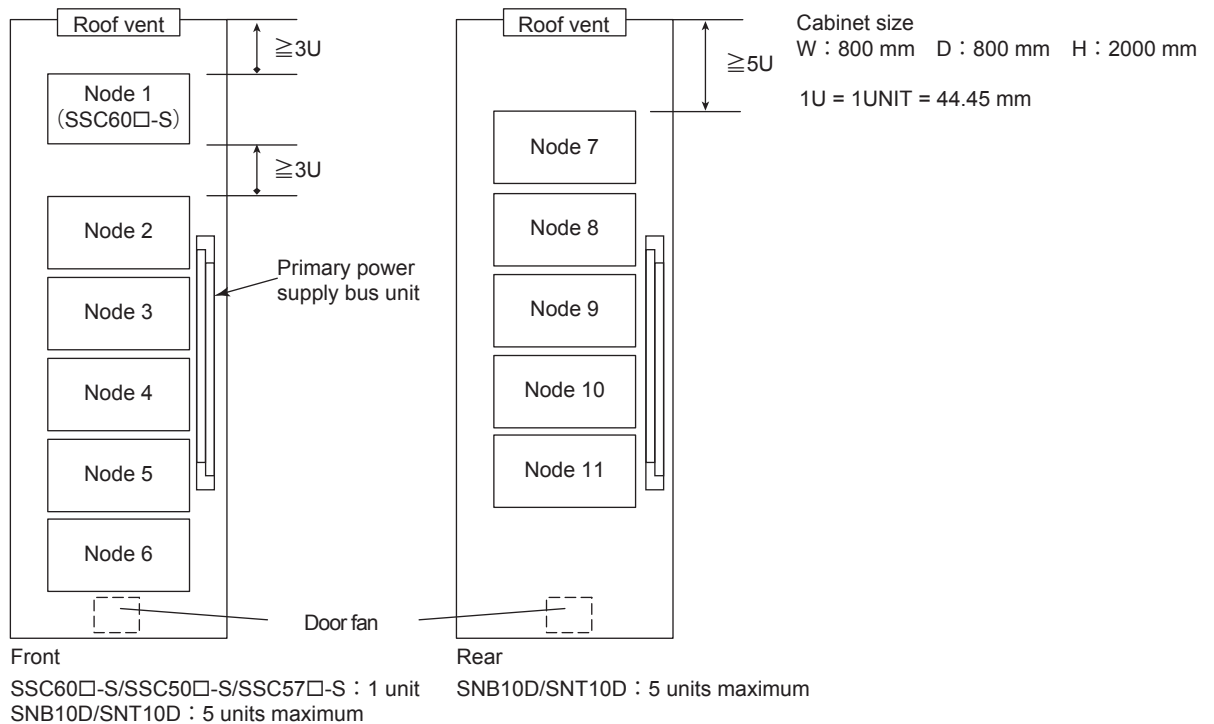 Roof vent
≧3U
Node 1
(SSC60□-S)
≧3U
Node 2
Node 3
Node 4
Node 5
Node 6
Primary power
supply bus unit
Door fan
Front
SSC60□-S/SSC50□-S/SSC57□-S：1 unit
SNB10D/SNT10D：5 units maximum
Roof vent
≧5U
Node 7
Node 8
Node 9
Node 10
Node 11
Rear
SNB10D/SNT10D：5 units maximum
Cabinet size
W：800 mm D：800 mm H：2000 mm
1U = 1UNIT = 44.45 mm